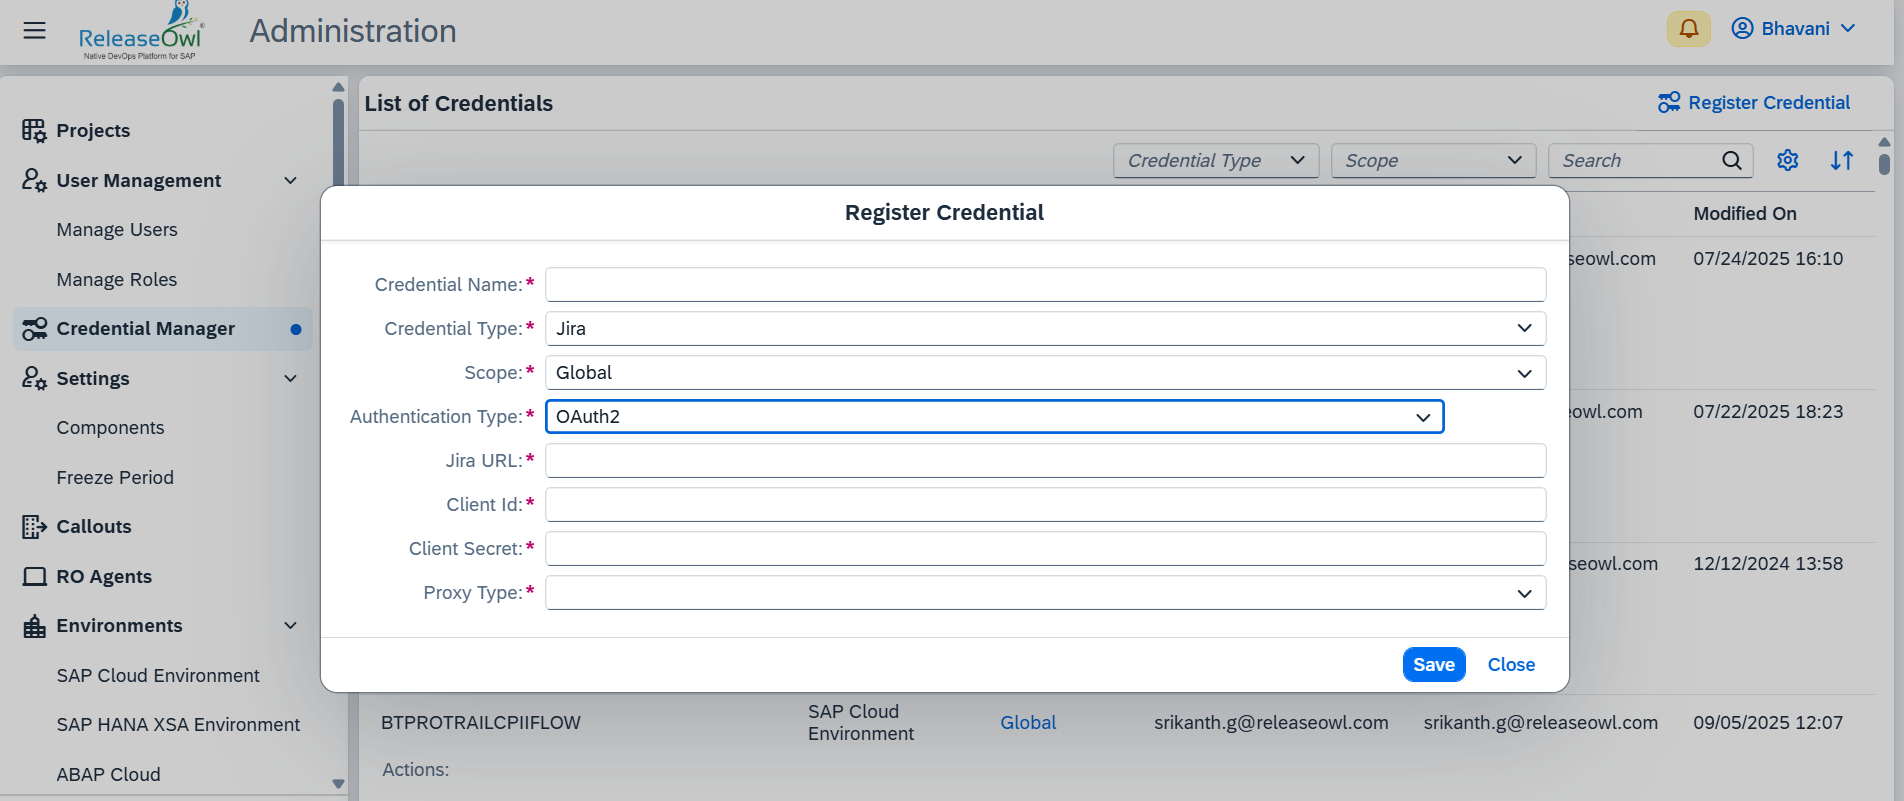 ReleaseOwl®
Native DevOps Platform for SAP
Administration
Bhavani
Projects
User Management
Manage Users
Manage Roles
Credential Manager
Settings
Components
Freeze Period
Callouts
RO Agents
Environments
SAP Cloud Environment
SAP HANA XSA Environment
ABAP Cloud
List of Credentials
Register Credential
Credential Type
Scope
Search
Modified On
seowl.com 07/24/2025 16:10
eowl.com 07/22/2025 18:23
seowl.com 12/12/2024 13:58
Register Credential
Credential Name:*
Credential Type:* Jira
Scope:* Global
Authentication Type:* OAuth2
Jira URL:*
Client Id:*
Client Secret:*
Proxy Type:*
Save Close
BTPROTRAILCPIIFLOW SAP Cloud Environment Global srikanth.g@releaseowl.com srikanth.g@releaseowl.com 09/05/2025 12:07
Actions: